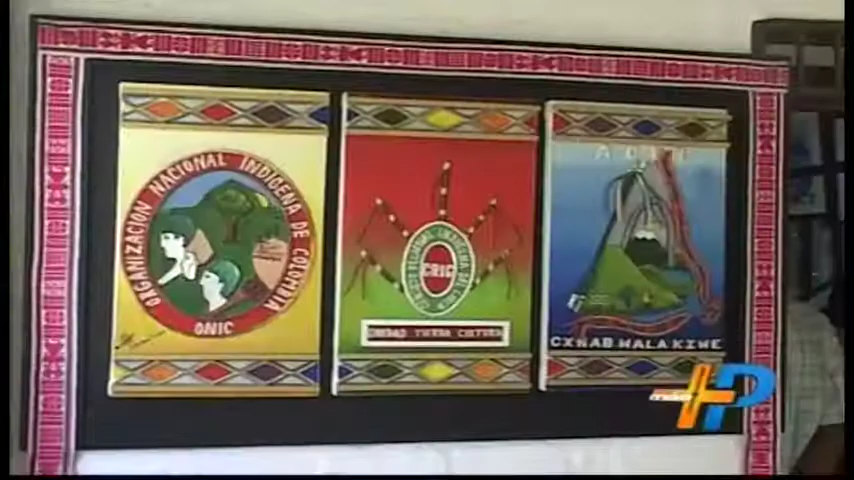 ORGANIZACION NACIONAL INDIGENA DE COLOMBIA
ONIC
CRIC
UNIDAD TIERRA CULTURA
ACIN
CXHAB WALA KIWE
+P